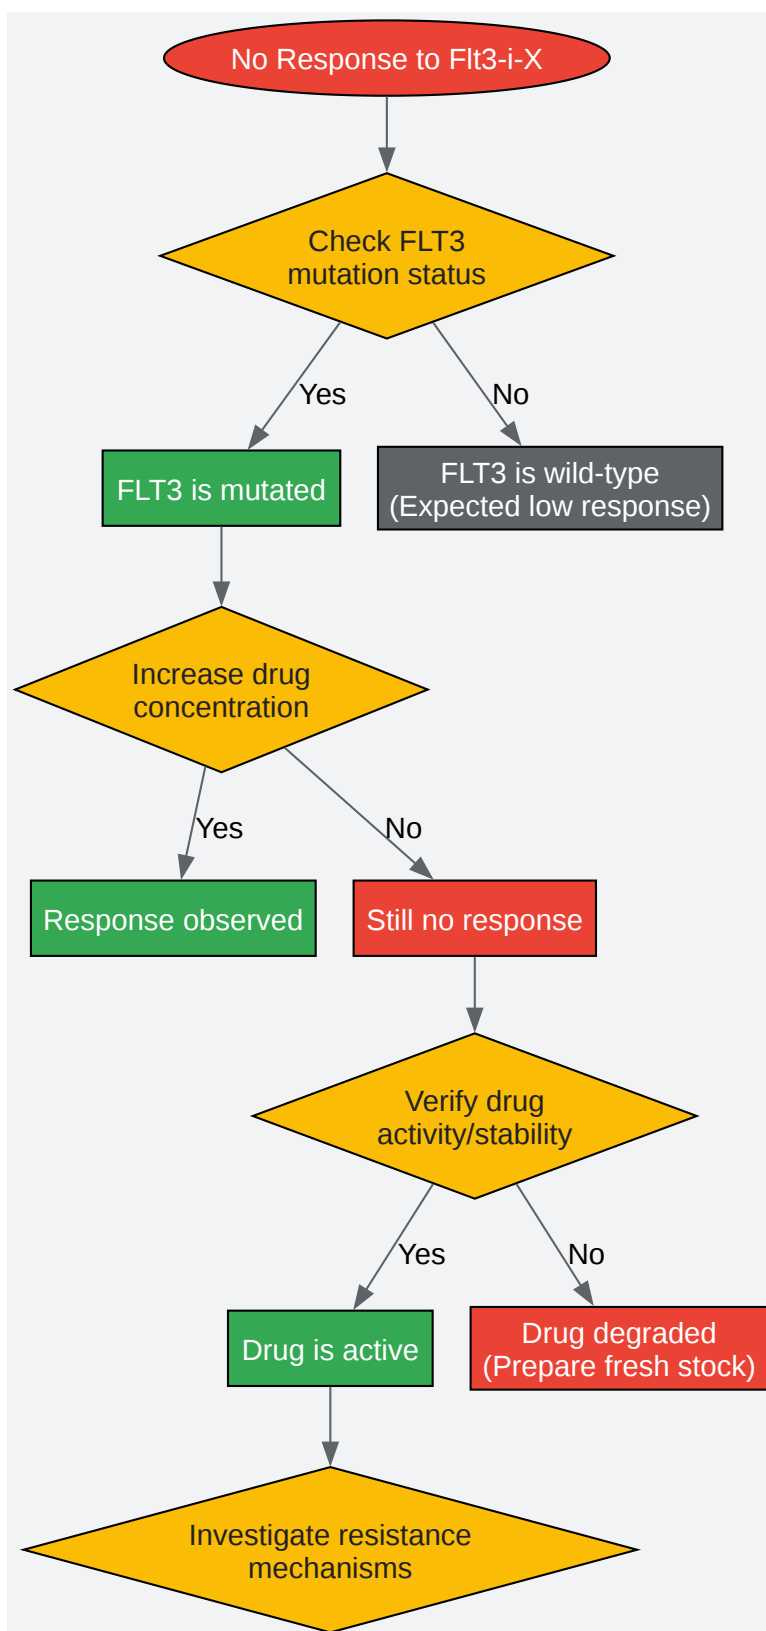 No Response to Flt3-i-X
Check FLT3
mutation status
Yes
No
FLT3 is mutated
FLT3 is wild-type
(Expected low response)
Increase drug
concentration
Yes
No
Response observed
Still no response
Verify drug
activity/stability
Yes
No
Drug is active
Drug degraded
(Prepare fresh stock)
Investigate resistance
mechanisms